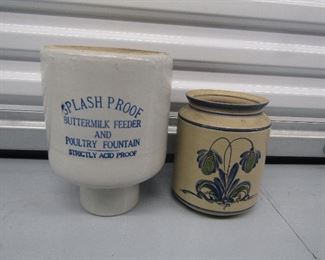 SPLASH PROOF
BUTTERMILK FEEDER
AND
POULTRY FOUNTAIN
STRICTLY ACID PROOF